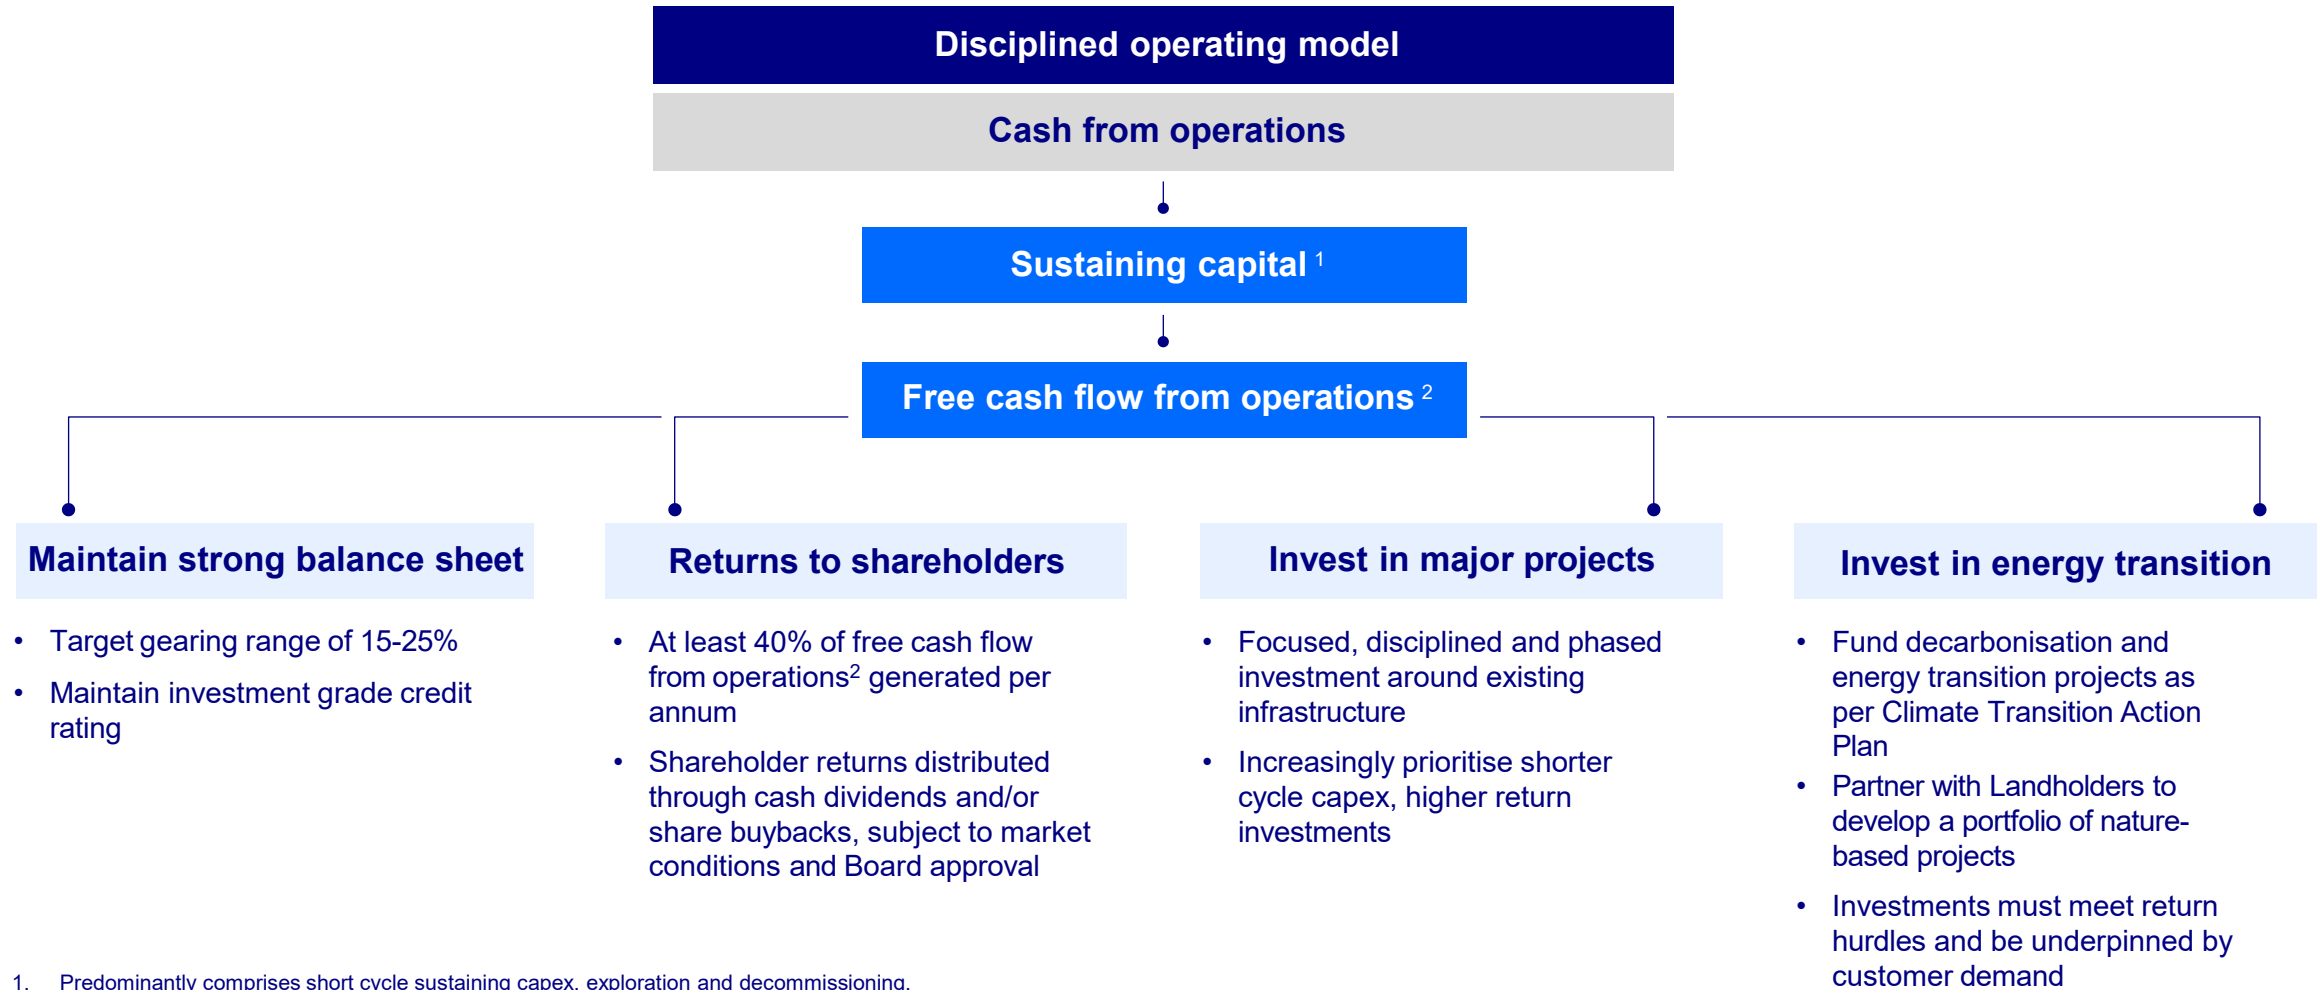 Disciplined operating model
Cash from operations
Sustaining capital 1
Free cash flow from operations 2
Maintain strong balance sheet
• Target gearing range of 15-25%
• Maintain investment grade credit
rating
Returns to shareholders
• At least 40% of free cash flow
from operations2 generated per
annum
• Shareholder returns distributed
through cash dividends and/or
share buybacks, subject to market
conditions and Board approval
Invest in major projects
• Focused, disciplined and phased
investment around existing
infrastructure
• Increasingly prioritise shorter
cycle capex, higher return
investments
Invest in energy transition
• Fund decarbonisation and
energy transition projects as
per Climate Transition Action
Plan
• Partner with Landholders to
develop a portfolio of nature-
based projects
• Investments must meet return
hurdles and be underpinned by
customer demand
1. Predominantly comprises short cycle sustaining capex, exploration and decommissioning.